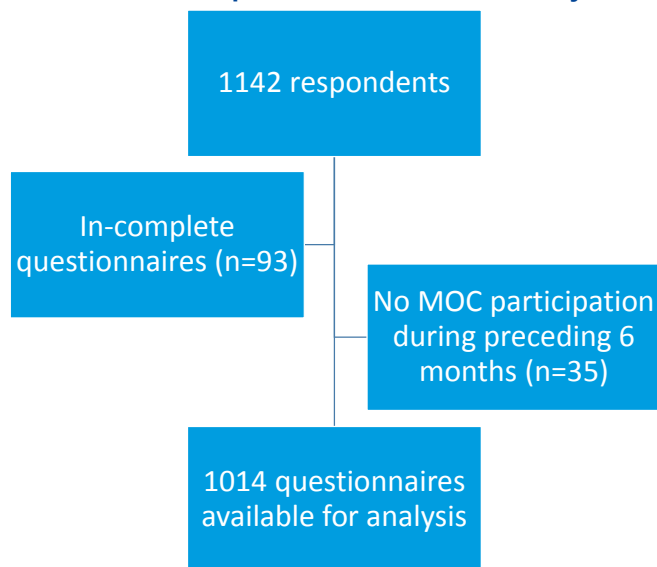 1142 respondents
In-complete
questionnaires (n=93)
No MOC participation
during preceding 6
months (n=35)
1014 questionnaires
available for analysis